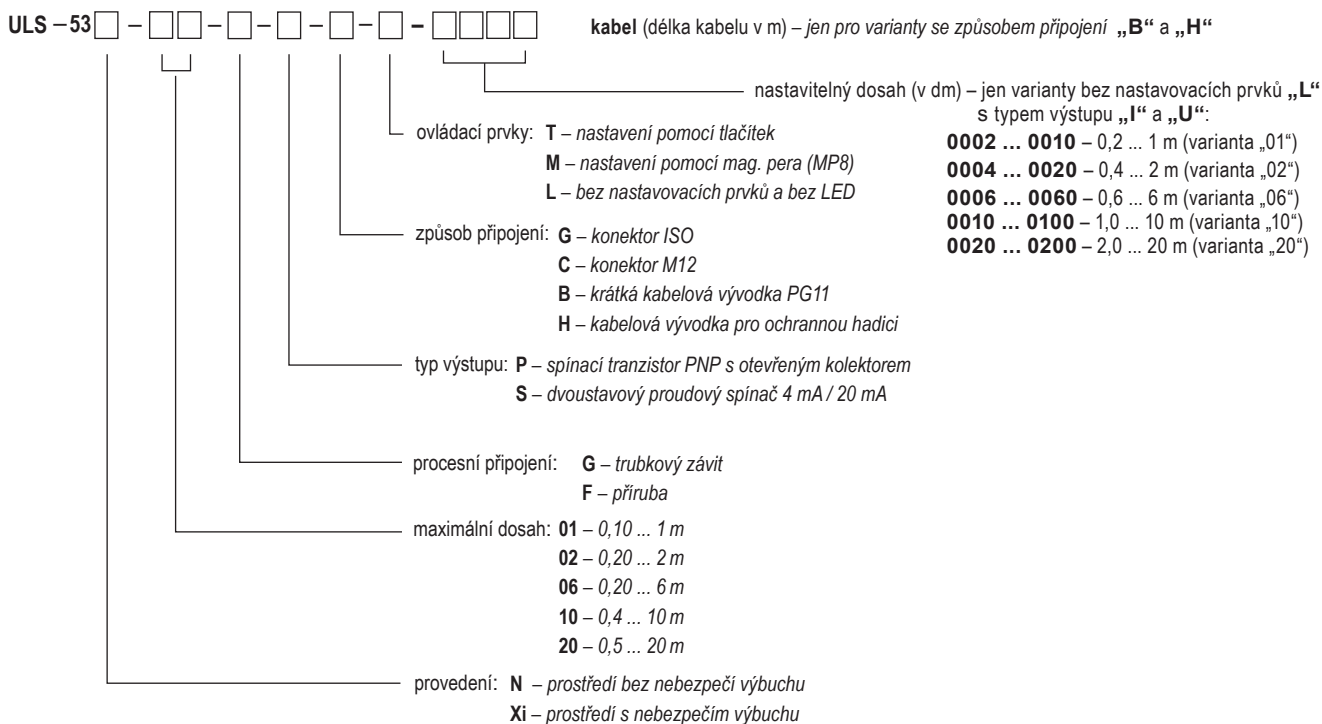 ULS – 53□ – □□ – □ – □ – □ – □ – □□□□ kabel (délka kabelu v m) – jen pro varianty se způsobem připojení „B“ a „H“
nastavitelný dosah (v dm) – jen varianty bez nastavovacích prvků „L“
s typem výstupu „I“ a „U“:
0002 ... 0010 – 0,2 ... 1 m (varianta „01“)
0004 ... 0020 – 0,4 ... 2 m (varianta „02“)
0006 ... 0060 – 0,6 ... 6 m (varianta „06“)
0010 ... 0100 – 1,0 ... 10 m (varianta „10“)
0020 ... 0200 – 2,0 ... 20 m (varianta „20“)
ovládací prvky: T – nastavení pomocí tlačítek
M – nastavení pomocí mag. pera (MP8)
L – bez nastavovacích prvků a bez LED
způsob připojení: G – konektor ISO
C – konektor M12
B – krátká kabelová vývodka PG11
H – kabelová vývodka pro ochrannou hadici
typ výstupu: P – spínací tranzistor PNP s otevřeným kolektorem
S – dvoustavový proudový spínač 4 mA / 20 mA
procesní připojení: G – trubkový závit
F – příruba
maximální dosah: 01 – 0,10 ... 1 m
02 – 0,20 ... 2 m
06 – 0,20 ... 6 m
10 – 0,4 ... 10 m
20 – 0,5 ... 20 m
provedení: N – prostředí bez nebezpečí výbuchu
Xi – prostředí s nebezpečím výbuchu